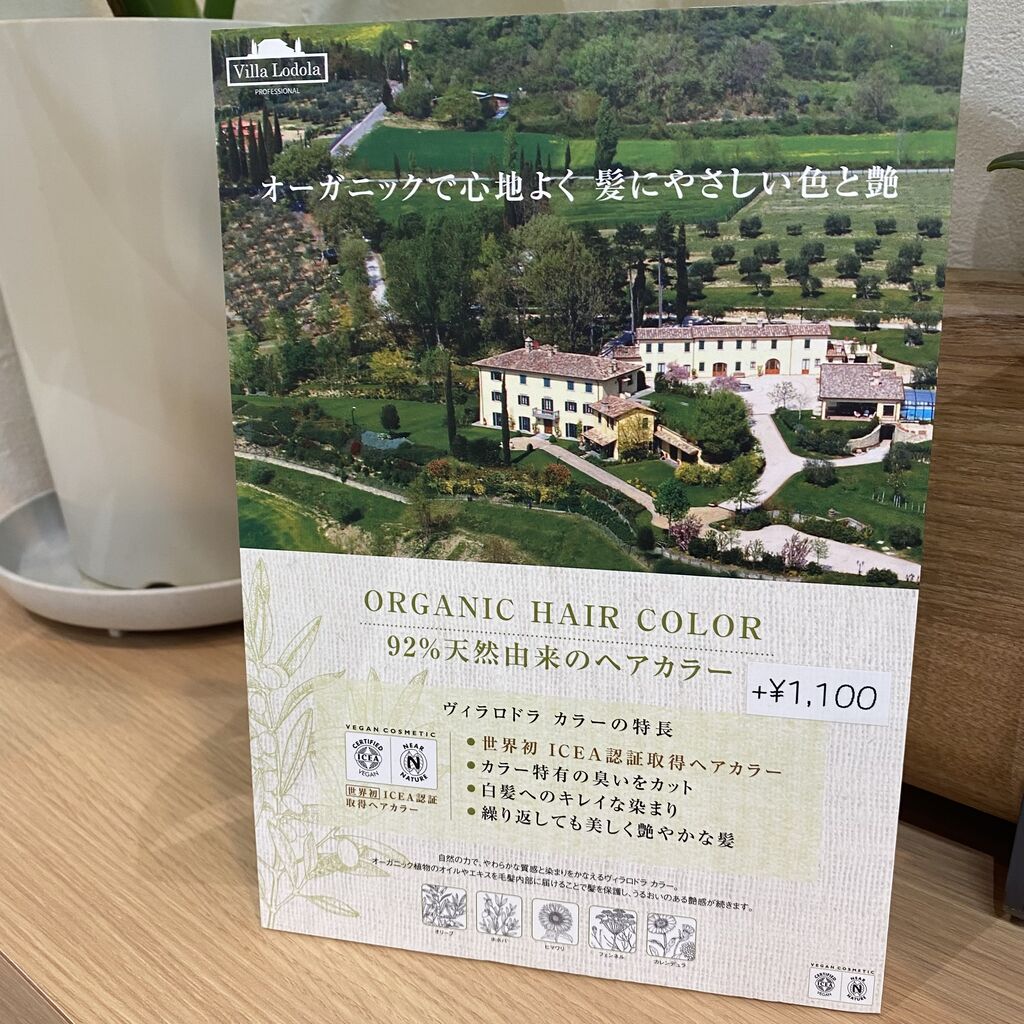 Villa Lodola
PROFESSIONAL
オーガニックで心地よく 髪にやさしい色と艶
ORGANIC HAIR COLOR
92%天然由来のヘアカラー
+¥1,100
ヴィラロドラ カラーの特長
VEGAN COSMETIC
CERTIFIED
ICEA
VEGAN
NEAR
N
NATURE
世界初 ICEA認証
取得ヘアカラー
●世界初 ICEA認証取得ヘアカラー
●カラー特有の臭いをカット
●白髪へのキレイな染まり
●繰り返しても美しく艶やかな髪
自然の力で、やわらかな質感と染まりをかなえるヴィラロドラ カラー。
オーガニック植物のオイルやエキスを毛髪内部に届けることで髪を保護し、うるおいのある艶感が続きます。
オリーブ
ホホバ
ヒマワリ
フェンネル
カレンデュラ
VEGAN COSMETIC
CERTIFIED
ICEA
VEGAN
NEAR
N
NATURE